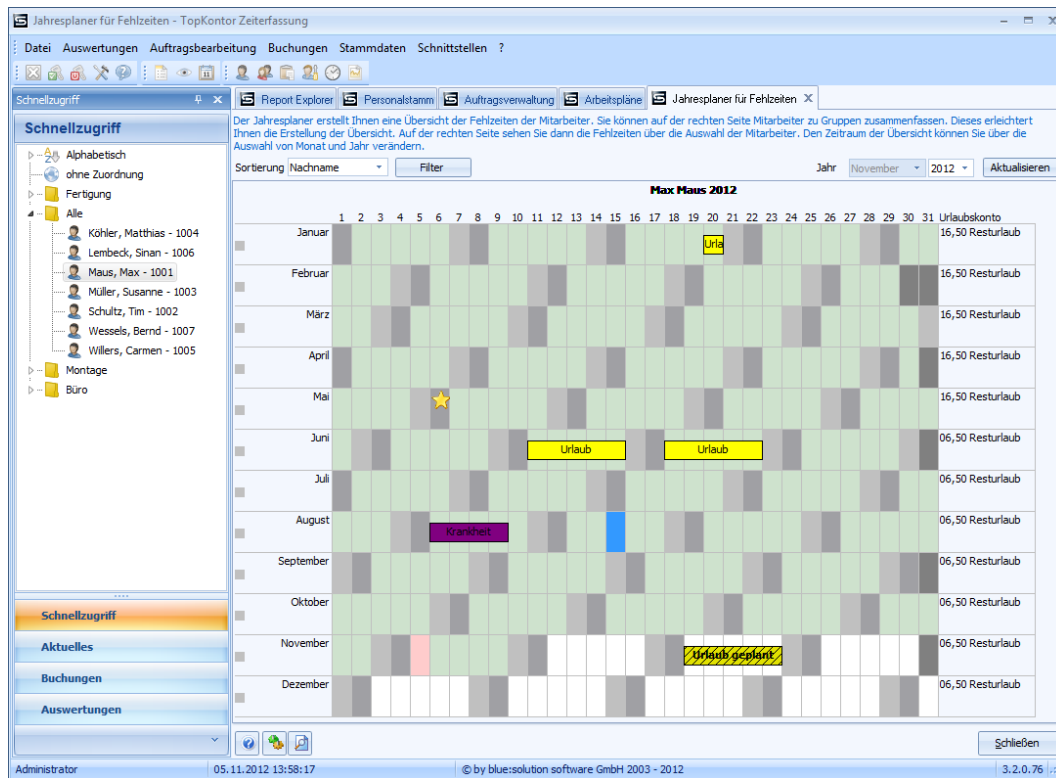 Jahresplaner für Fehlzeiten - TopKontor Zeiterfassung
Datei Auswertungen Auftragsbearbeitung Buchungen Stammdaten Schnittstellen ?
Schnellzugriff
Report Explorer Personalstamm Auftragsverwaltung Arbeitspläne Jahresplaner für Fehlzeiten X
Schnellzugriff
Alphabetisch
ohne Zuordnung
Fertigung
Alle
Köhler, Matthias - 1004
Lembeck, Sinan - 1006
Maus, Max - 1001
Müller, Susanne - 1003
Schultz, Tim - 1002
Wessels, Bernd - 1007
Willers, Carmen - 1005
Montage
Büro
Schnellzugriff
Aktuelles
Buchungen
Auswertungen
Der Jahresplaner erstellt Ihnen eine Übersicht der Fehlzeiten der Mitarbeiter. Sie können auf der rechten Seite Mitarbeiter zu Gruppen zusammenfassen. Dieses erleichtert
Ihnen die Erstellung der Übersicht. Auf der rechten Seite sehen Sie dann die Fehlzeiten über die Auswahl der Mitarbeiter. Den Zeitraum der Übersicht können Sie über die
Auswahl von Monat und Jahr verändern.
Sortierung Nachname Filter Jahr November 2012 Aktualisieren
Max Maus 2012
1 2 3 4 5 6 7 8 9 10 11 12 13 14 15 16 17 18 19 20 21 22 23 24 25 26 27 28 29 30 31 Urlaubskonto
Januar Urla 16,50 Resturlaub
Februar 16,50 Resturlaub
März 16,50 Resturlaub
April 16,50 Resturlaub
Mai 16,50 Resturlaub
Juni Urlaub Urlaub 06,50 Resturlaub
Juli 06,50 Resturlaub
August Krankheit 06,50 Resturlaub
September 06,50 Resturlaub
Oktober 06,50 Resturlaub
November Urlaub geplant 06,50 Resturlaub
Dezember 06,50 Resturlaub
Schließen
Administrator 05.11.2012 13:58:17 © by blue:solution software GmbH 2003 - 2012 3.2.0.76